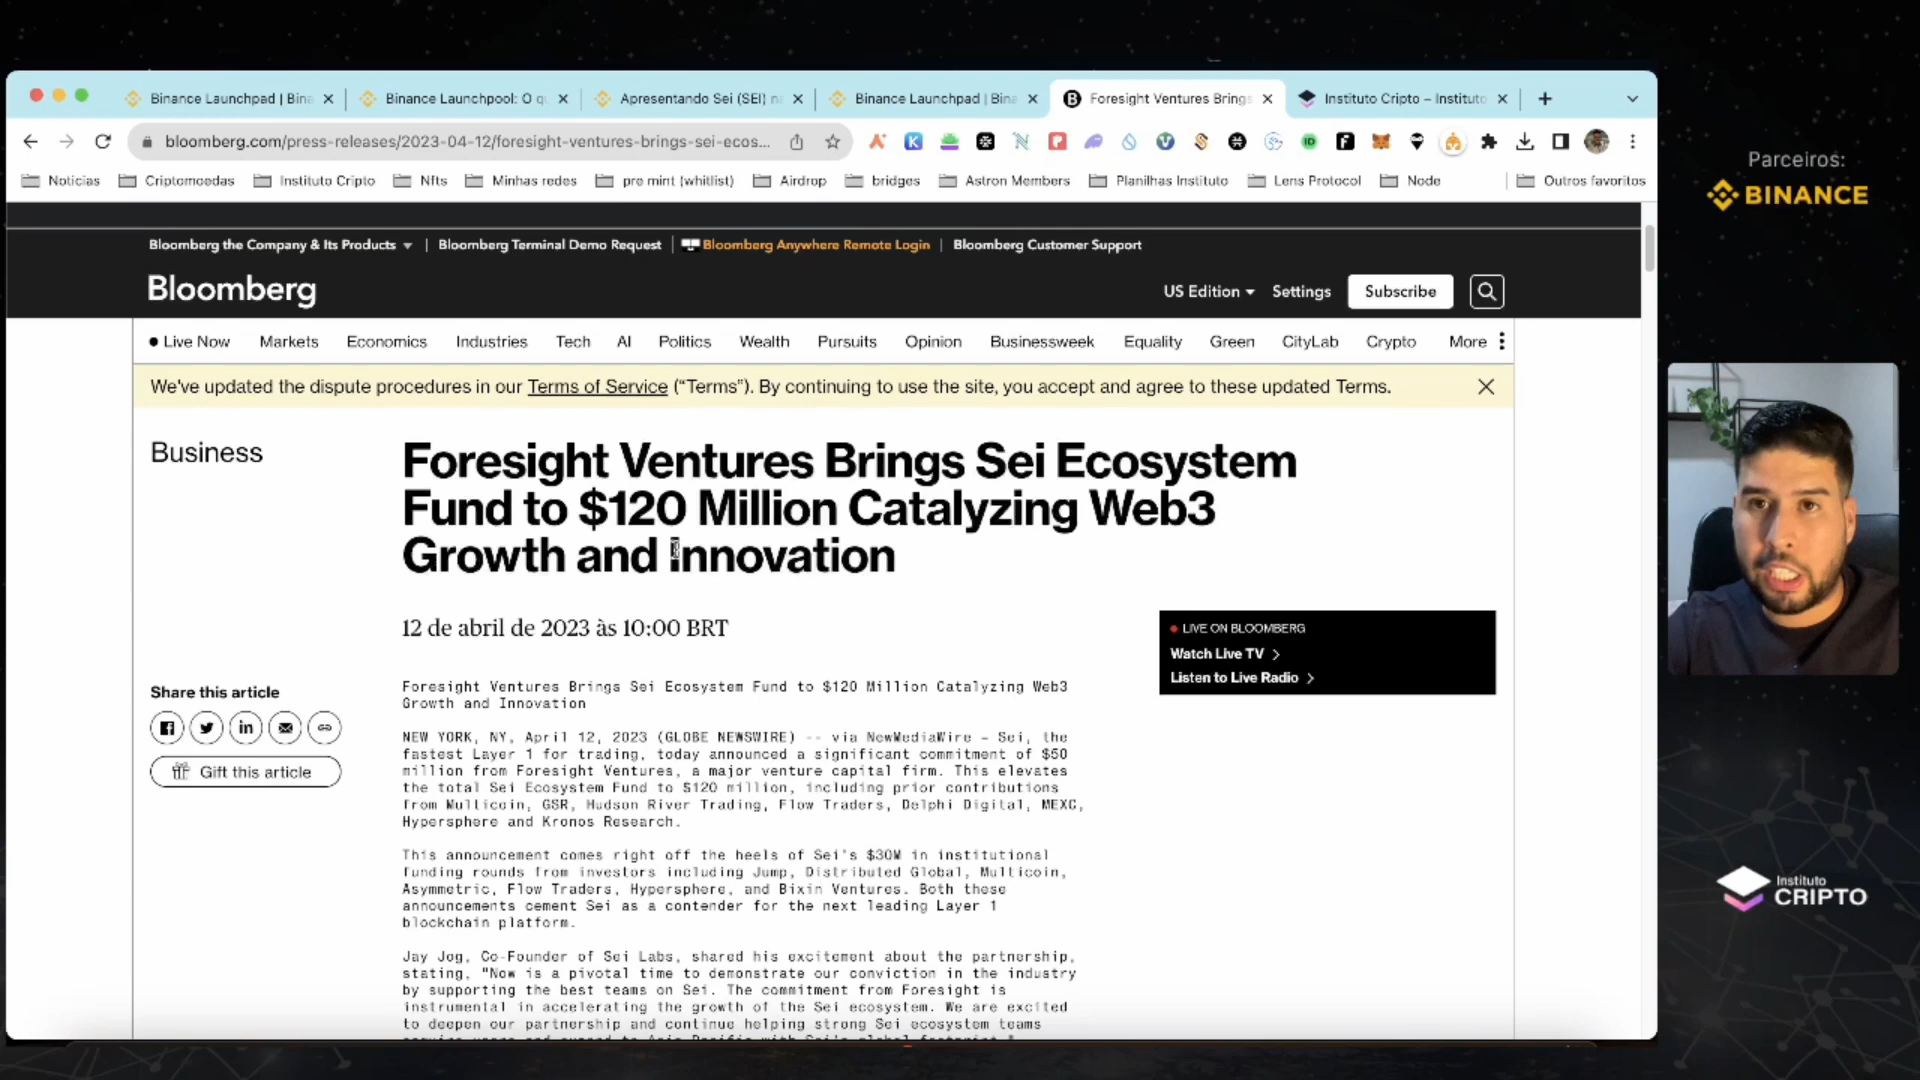 Binance Launchpad | Bina
Binance Launchpool: O q
Apresentando Sei (SEI) n
Binance Launchpad | Bina
Foresight Ventures Brings
Instituto Cripto – Instituto
bloomberg.com/press-releases/2023-04-12/foresight-ventures-brings-sei-ecos...
Notícias
Criptomoedas
Instituto Cripto
Nfts
Minhas redes
pre mint (whitlist)
Airdrop
bridges
Astron Members
Planilhas Instituto
Lens Protocol
Node
Outros favoritos
Parceiros:
BINANCE
Bloomberg the Company & Its Products
Bloomberg Terminal Demo Request
Bloomberg Anywhere Remote Login
Bloomberg Customer Support
Bloomberg
US Edition
Settings
Subscribe
Live Now
Markets
Economics
Industries
Tech
AI
Politics
Wealth
Pursuits
Opinion
Businessweek
Equality
Green
CityLab
Crypto
More
We've updated the dispute procedures in our Terms of Service (“Terms”). By continuing to use the site, you accept and agree to these updated Terms.
Business
Foresight Ventures Brings Sei Ecosystem
Fund to $120 Million Catalyzing Web3
Growth and Innovation
12 de abril de 2023 às 10:00 BRT
LIVE ON BLOOMBERG
Watch Live TV
Listen to Live Radio
Share this article
Gift this article
Foresight Ventures Brings Sei Ecosystem Fund to $120 Million Catalyzing Web3
Growth and Innovation
NEW YORK, NY, April 12, 2023 (GLOBE NEWSWIRE) -- via NewMediaWire – Sei, the
fastest Layer 1 for trading, today announced a significant commitment of $50
million from Foresight Ventures, a major venture capital firm. This elevates
the total Sei Ecosystem Fund to $120 million, including prior contributions
from Multicoin, GSR, Hudson River Trading, Flow Traders, Delphi Digital, MEXC,
Hypersphere and Kronos Research.
This announcement comes right off the heels of Sei's $30M in institutional
funding rounds from investors including Jump, Distributed Global, Multicoin,
Asymmetric, Flow Traders, Hypersphere, and Bixin Ventures. Both these
announcements cement Sei as a contender for the next leading Layer 1
blockchain platform.
Jay Jog, Co-Founder of Sei Labs, shared his excitement about the partnership,
stating, "Now is a pivotal time to demonstrate our conviction in the industry
by supporting the best teams on Sei. The commitment from Foresight is
instrumental in accelerating the growth of the Sei ecosystem. We are excited
to deepen our partnership and continue helping strong Sei ecosystem teams
Instituto
CRIPTO